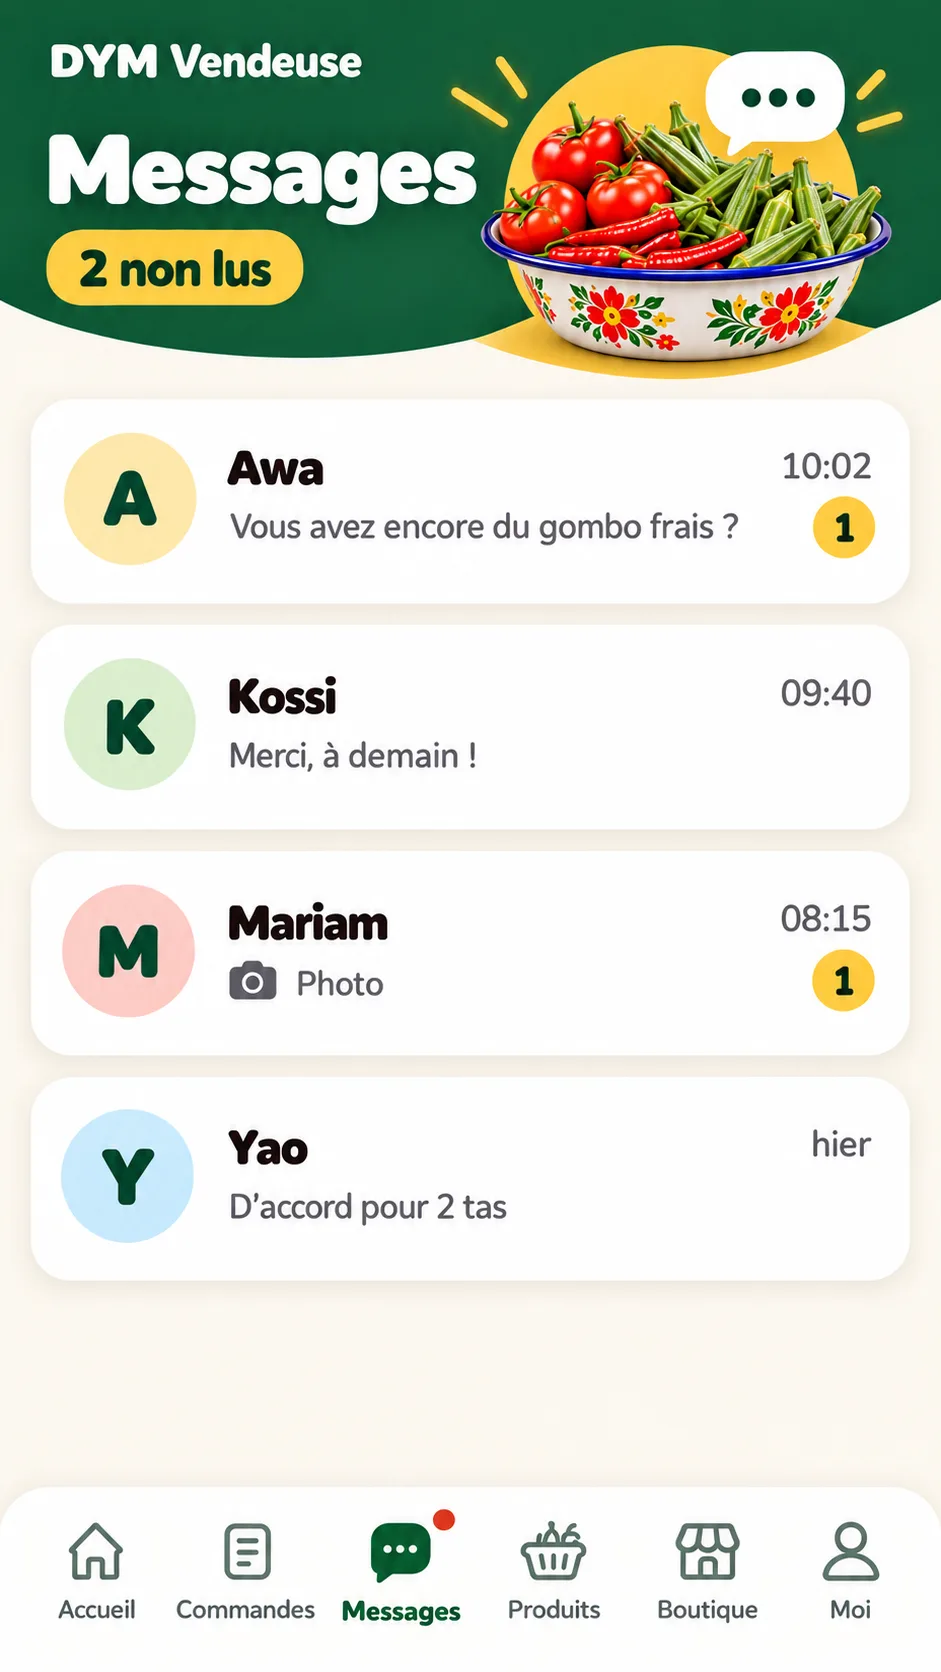 DYM Vendeuse
Messages
2 non lus
A
Awa
10:02
Vous avez encore du gombo frais ?
1
K
Kossi
09:40
Merci, à demain !
M
Mariam
08:15
Photo
1
Y
Yao
hier
D’accord pour 2 tas
Accueil
Commandes
Messages
Produits
Boutique
Moi